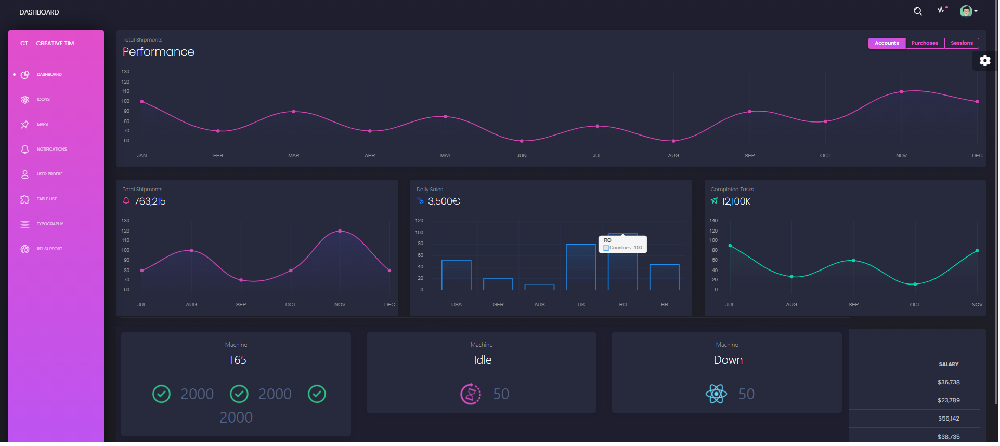 DASHBOARD
CT CREATIVE TIM
DASHBOARD
ICONS
MAPS
NOTIFICATIONS
USER PROFILE
TABLE LIST
TYPOGRAPHY
RTL SUPPORT
Total Shipments
Performance
Accounts Purchases Sessions
130
120
110
100
90
80
70
60
JAN FEB MAR APR MAY JUN JUL AUG SEP OCT NOV DEC
Total Shipments
763,215
130
120
110
100
90
80
70
60
JUL AUG SEP OCT NOV DEC
Daily Sales
3,500€
120
100
80
60
40
20
0
RO
Countries: 100
USA GER AUS UK RO BR
Completed Tasks
12,100K
140
120
100
80
60
40
20
0
JUL AUG SEP OCT NOV
Machine
T65
2000 2000
2000
Machine
Idle
50
Machine
Down
50
SALARY
$36,738
$23,789
$56,142
$38,735